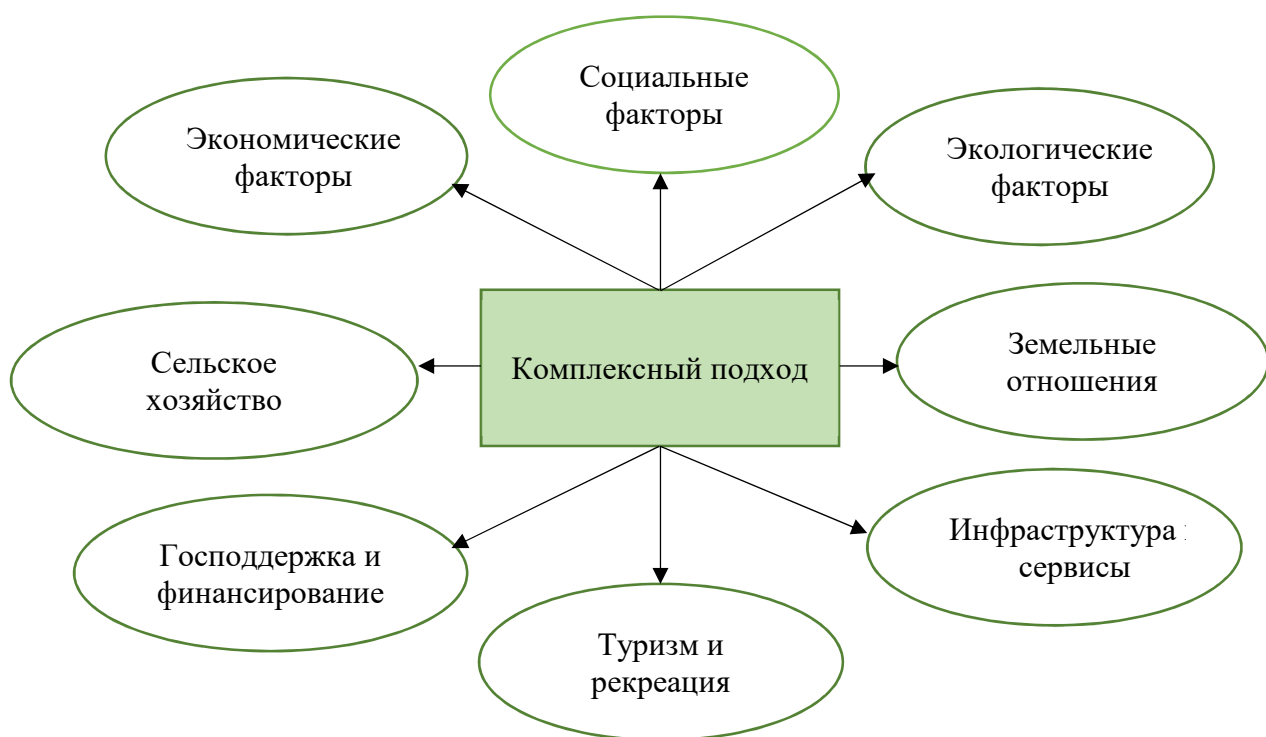 Социальные
факторы
Экономические
факторы
Экологические
факторы
Сельское
хозяйство
Комплексный подход
Земельные
отношения
Господдержка и
финансирование
Инфраструктура
сервисы
Туризм и
рекреация